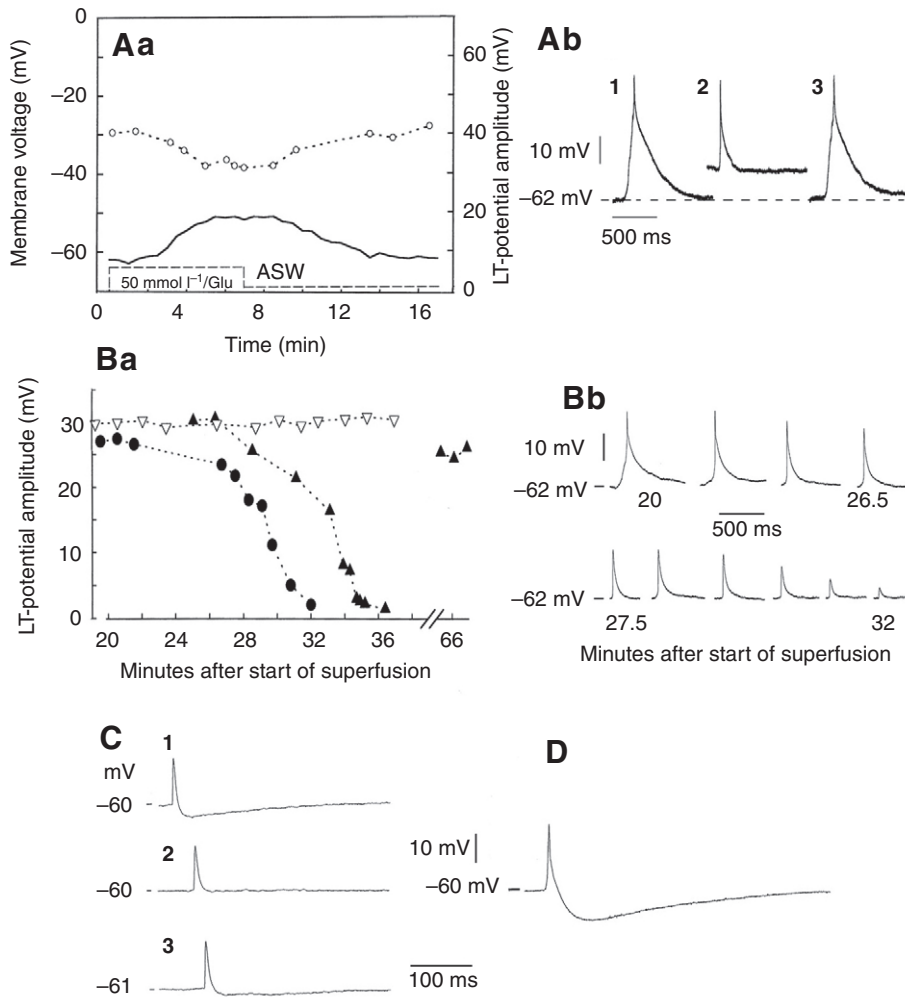 Aa
Membrane voltage (mV)
0
−20
−40
−60
LT-potential amplitude (mV)
60
40
20
0
50 mmol l−1/Glu
ASW
0 4 8 12 16
Time (min)
Ab
1 2 3
10 mV
−62 mV
500 ms
Ba
LT-potential amplitude (mV)
30
20
10
0
20 24 28 32 36 66
Minutes after start of superfusion
Bb
10 mV
−62 mV
20 26.5
500 ms
−62 mV
27.5 32
Minutes after start of superfusion
C
1
mV
−60
2
−60
3
−61
100 ms
D
10 mV
−60 mV